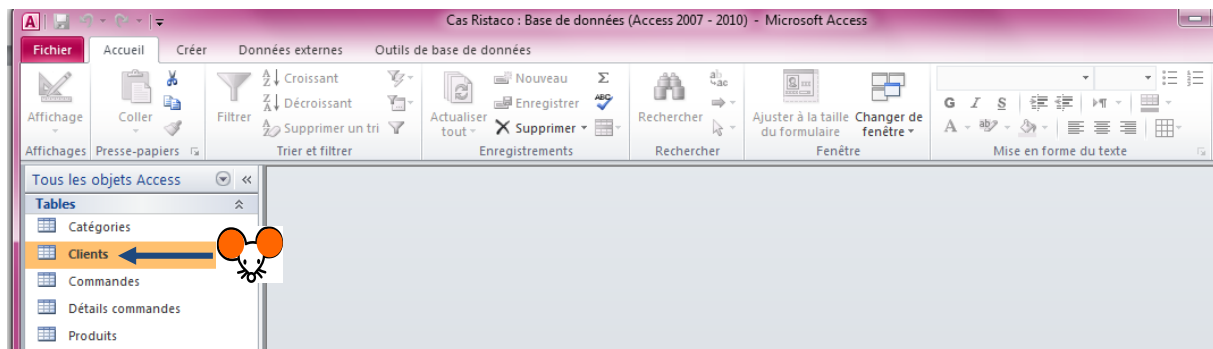 Cas Ristaco : Base de données (Access 2007 - 2010) - Microsoft Access
Fichier Accueil Créer Données externes Outils de base de données
Affichage
Coller
Filtrer
Croissant
Décroissant
Supprimer un tri
Actualiser tout
Nouveau
Enregistrer
Supprimer
Rechercher
Ajuster à la taille du formulaire
Changer de fenêtre
G I S
Affichages Presse-papiers Trier et filtrer Enregistrements Rechercher Fenêtre Mise en forme du texte
Tous les objets Access
Tables
Catégories
Clients
Commandes
Détails commandes
Produits